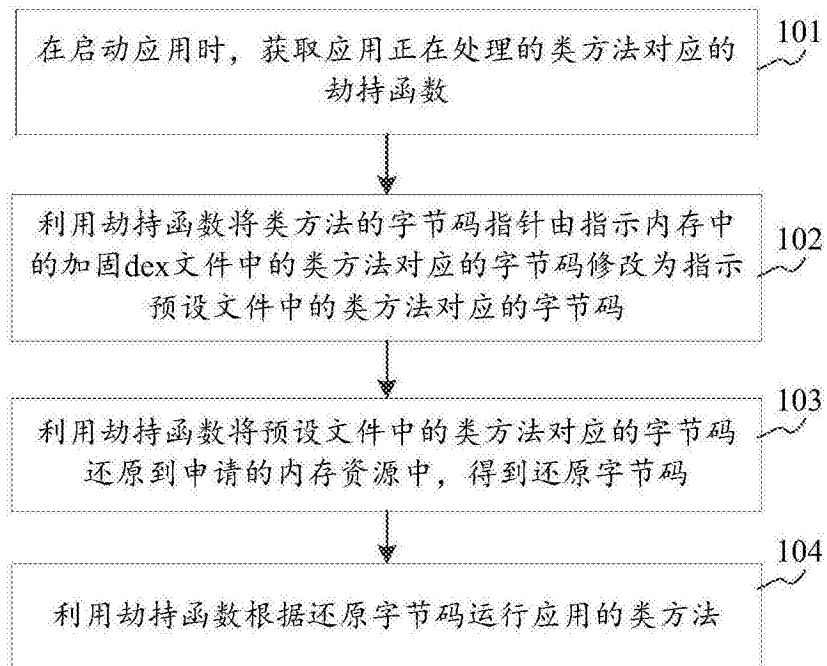 在启动应用时，获取应用正在处理的类方法对应的
劫持函数
101
利用劫持函数将类方法的字节码指针由指示内存中
的加固dex文件中的类方法对应的字节码修改为指示
预设文件中的类方法对应的字节码
102
利用劫持函数将预设文件中的类方法对应的字节码
还原到申请的内存资源中，得到还原字节码
103
利用劫持函数根据还原字节码运行应用的类方法
104